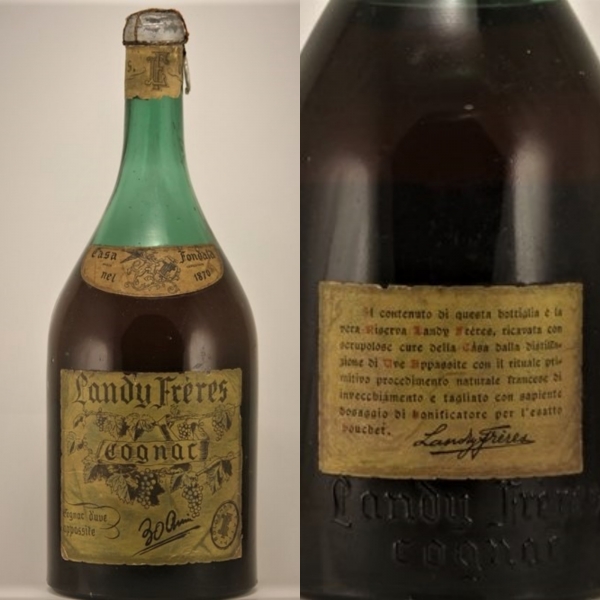 s. F
Casa Fondata
nel 1870
Landy Frères
Cognac
Cognac d'uve
appassite
30 Anni
Il contenuto di questa bottiglia è la
vera Riserva Landy Frères, ricavata con
scrupolose cure della Casa dalla distilla-
zione di Uve Appassite con il rituale pri-
mitivo procedimento naturale francese di
invecchiamento e tagliato con sapiente
dosaggio di bonificatore per l'esatto
bouchet.
Landy Frères
Landy Frères
cognac